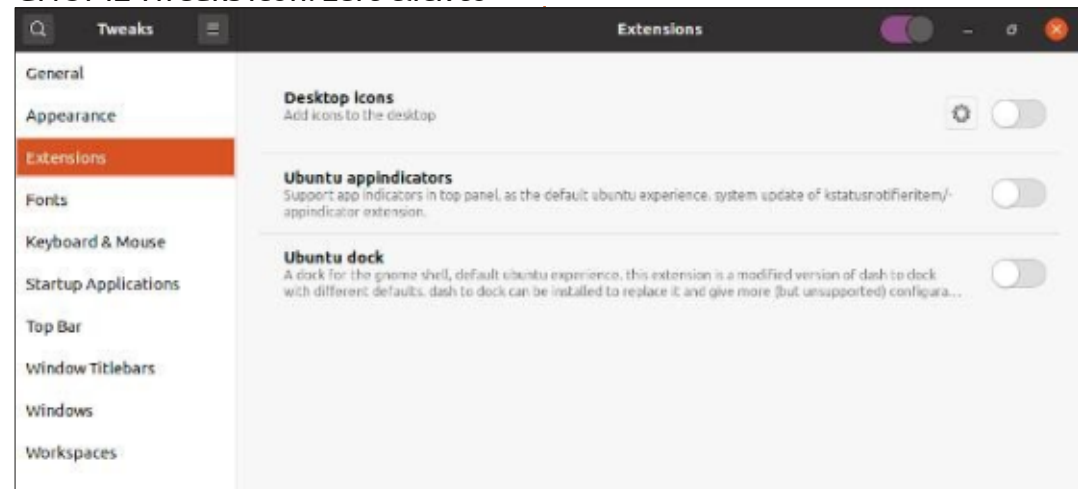 Tweaks
Extensions
General
Appearance
Extensions
Fonts
Keyboard & Mouse
Startup Applications
Top Bar
Window Titlebars
Windows
Workspaces
Desktop Icons
Add icons to the desktop
Ubuntu appindicators
Support app indicators in top panel, as the default ubuntu experience. system update of kstatusnotifieritem/-
appindicator extension.
Ubuntu dock
A dock for the gnome shell, default ubuntu experience. this extension is a modified version of dash to dock
with different defaults. dash to dock can be installed to replace it and give more (but unsupported) configura...